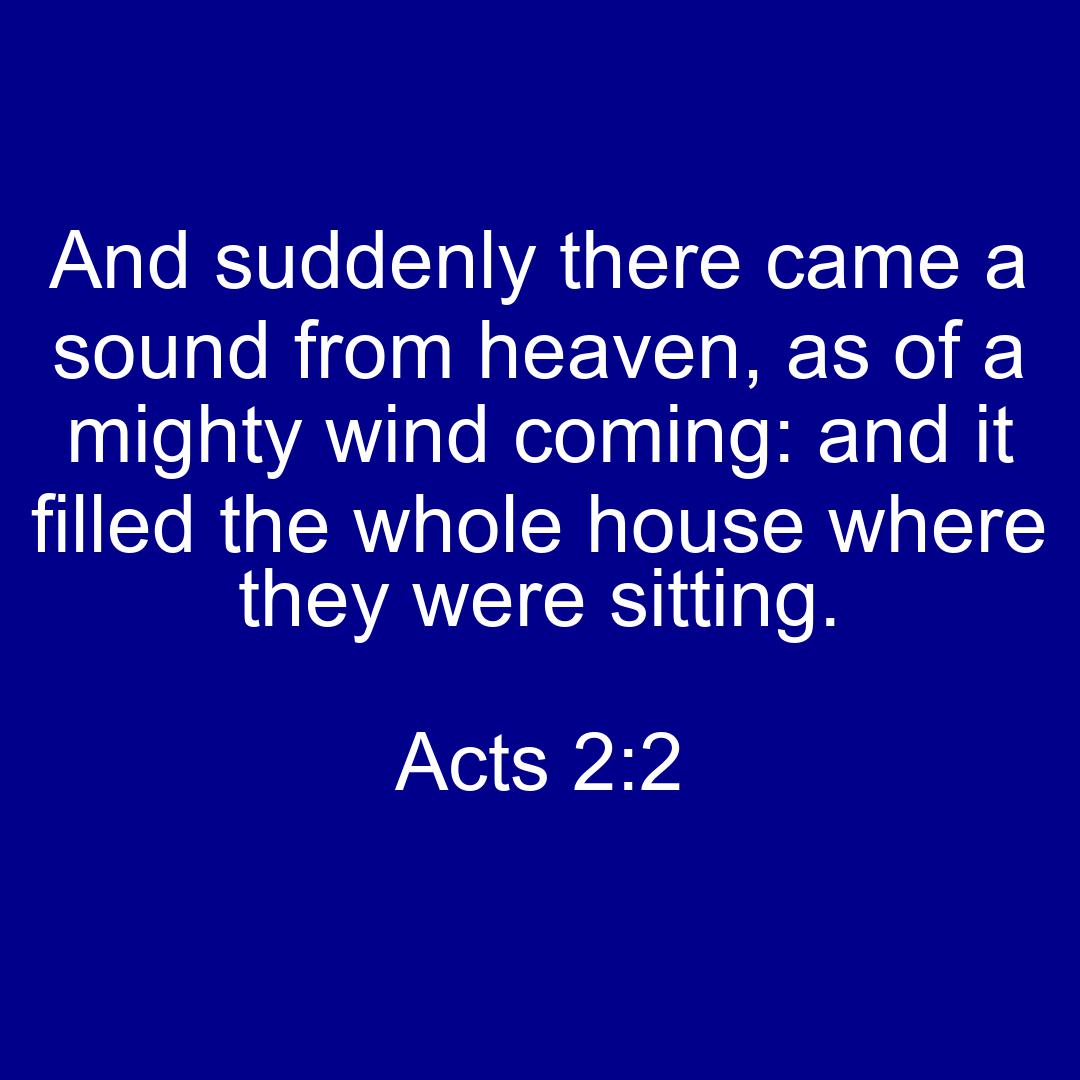 And suddenly there came a
sound from heaven, as of a
mighty wind coming: and it
filled the whole house where
they were sitting.
Acts 2:2